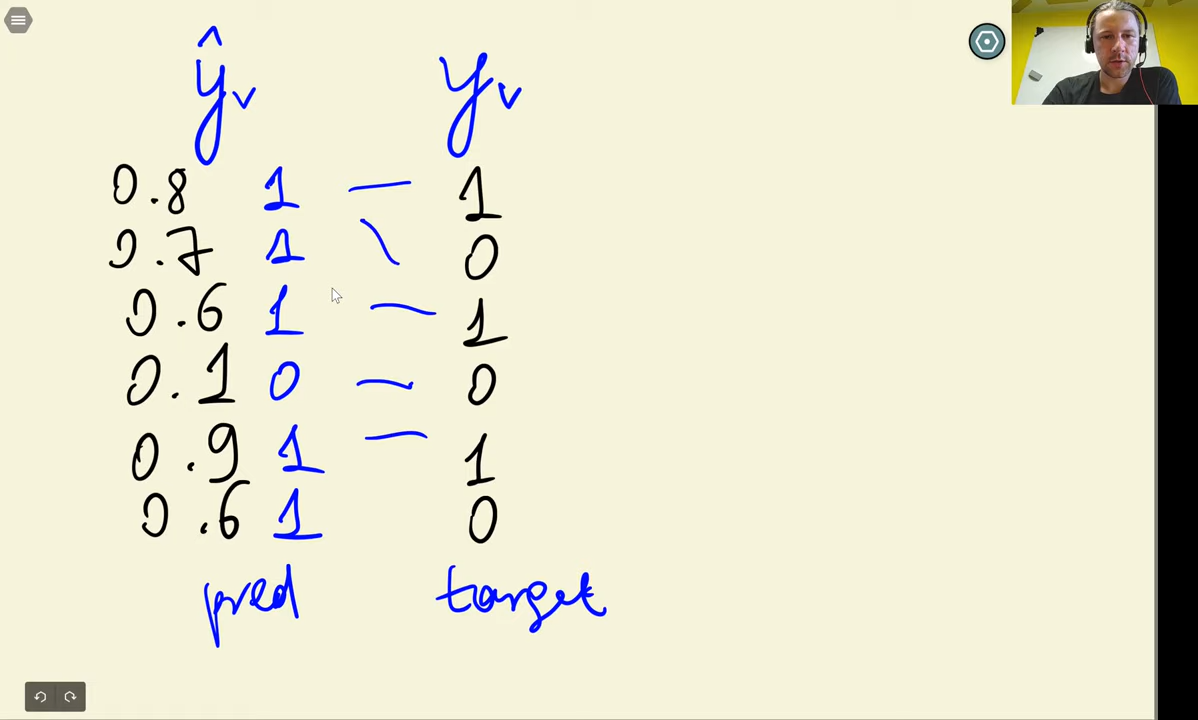 ŷv yv
0.8 1 — 1
0.7 1 \ 0
0.6 1 — 1
0.1 0 — 0
0.9 1 — 1
0.6 1 0
pred target